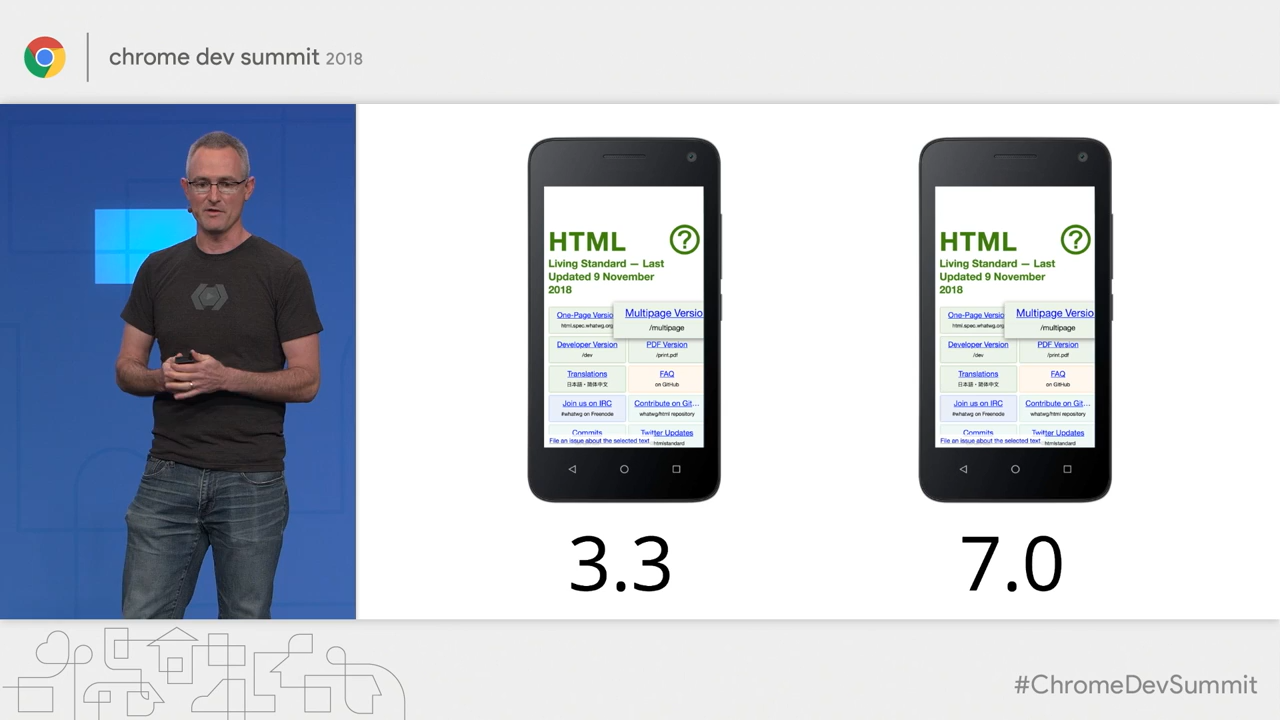 chrome dev summit 2018
HTML
Living Standard — Last
Updated 9 November
2018
One-Page Versio
html.spec.whatwg.org
Multipage Versio
/multipage
Developer Version
/dev
PDF Version
/print.pdf
Translations
日本語・简体中文
FAQ
on GitHub
Join us on IRC
#whatwg on Freenode
Contribute on Git...
whatwg/html repository
Commits
Twitter Updates
File an issue about the selected text
htmlstandard
3.3
HTML
Living Standard — Last
Updated 9 November
2018
One-Page Versio
html.spec.whatwg.org
Multipage Versio
/multipage
Developer Version
/dev
PDF Version
/print.pdf
Translations
日本語・简体中文
FAQ
on GitHub
Join us on IRC
#whatwg on Freenode
Contribute on Git...
whatwg/html repository
Commits
Twitter Updates
File an issue about the selected text
htmlstandard
7.0
#ChromeDevSummit